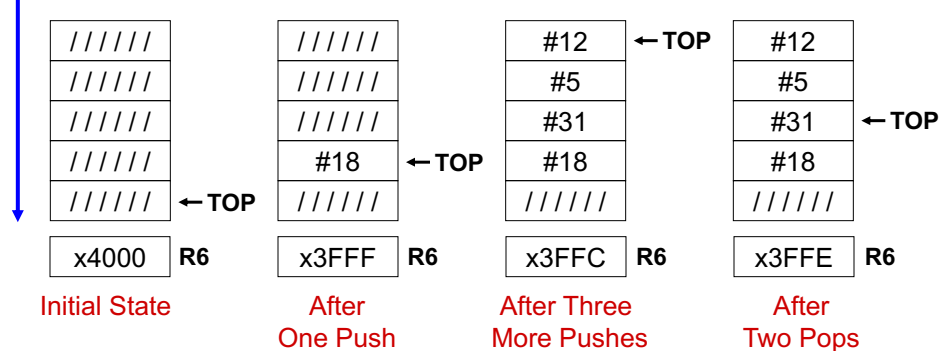 / / / / / /
/ / / / / /
/ / / / / /
/ / / / / /
/ / / / / / ← TOP
x4000 R6
Initial State
/ / / / / /
/ / / / / /
/ / / / / /
#18 ← TOP
/ / / / / /
x3FFF R6
After
One Push
#12 ← TOP
#5
#31
#18
/ / / / / /
x3FFC R6
After Three
More Pushes
#12
#5
#31 ← TOP
#18
/ / / / / /
x3FFE R6
After
Two Pops